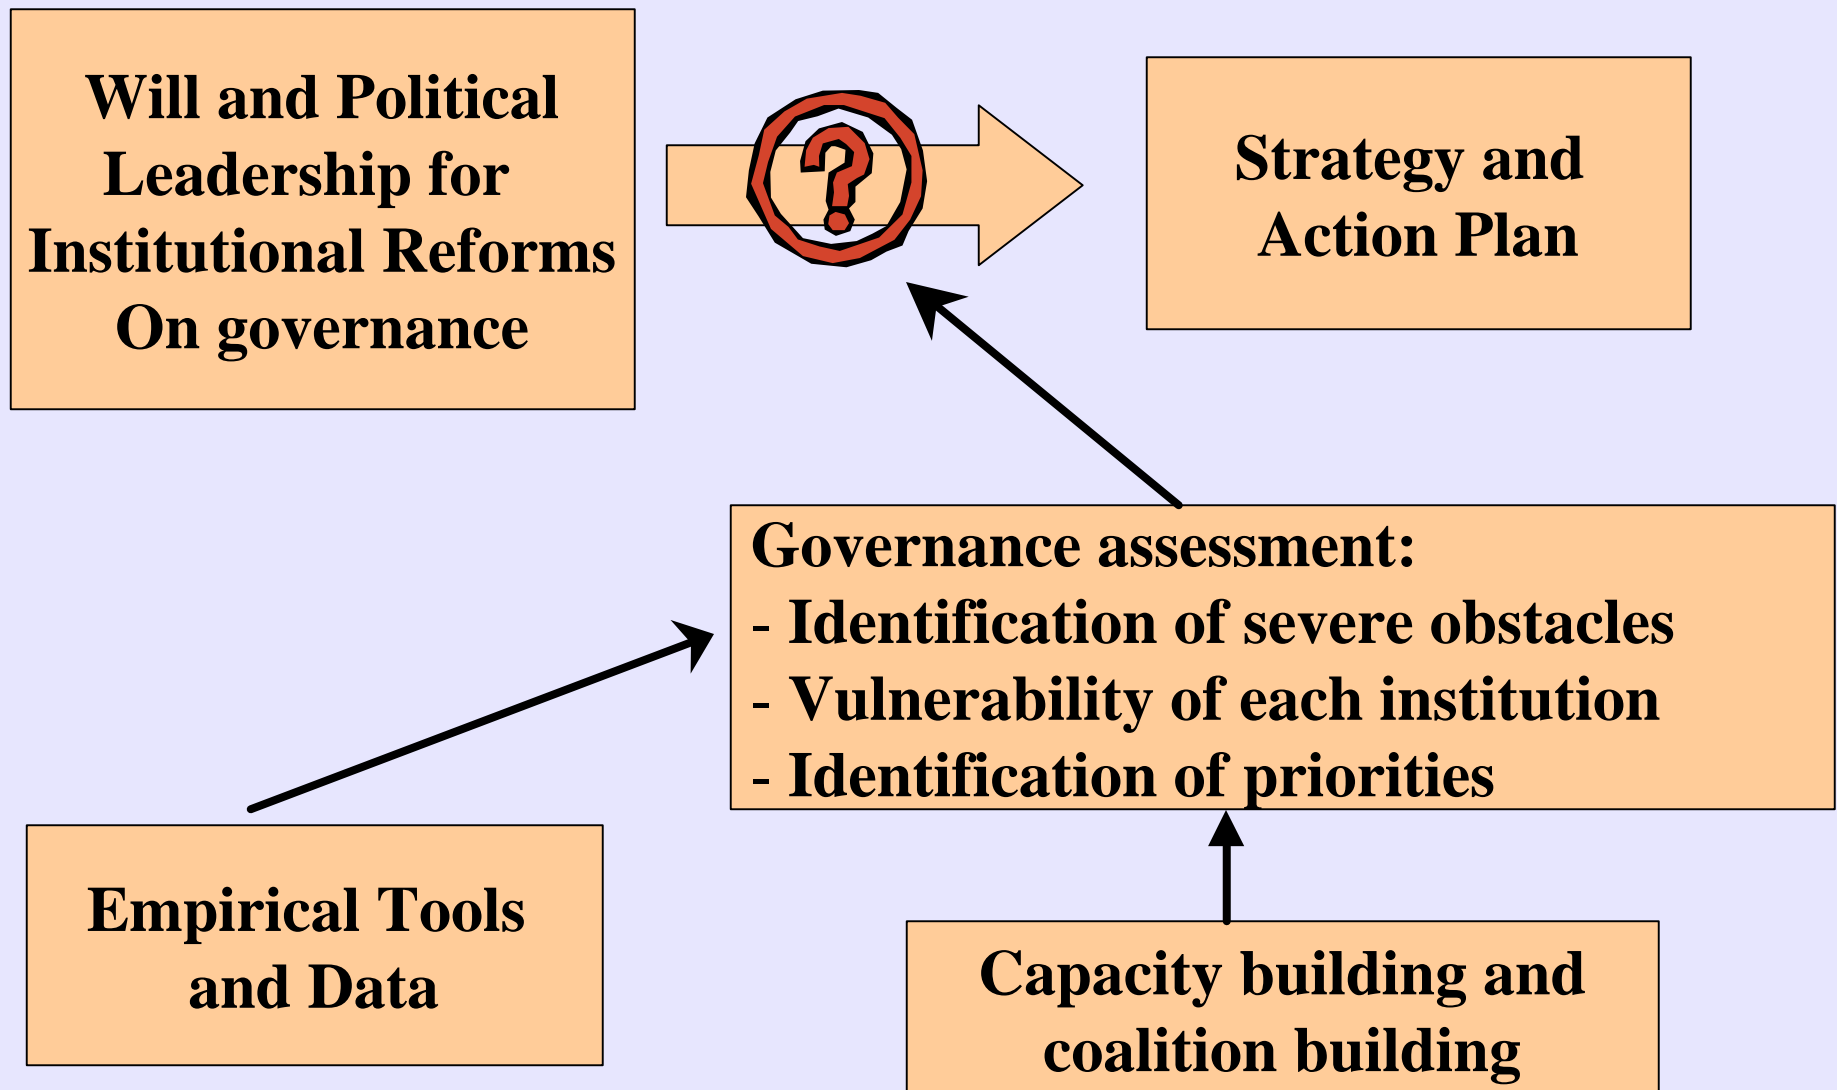 Will and Political
Leadership for
Institutional Reforms
On governance
?
Strategy and
Action Plan
Governance assessment:
- Identification of severe obstacles
- Vulnerability of each institution
- Identification of priorities
Empirical Tools
and Data
Capacity building and
coalition building